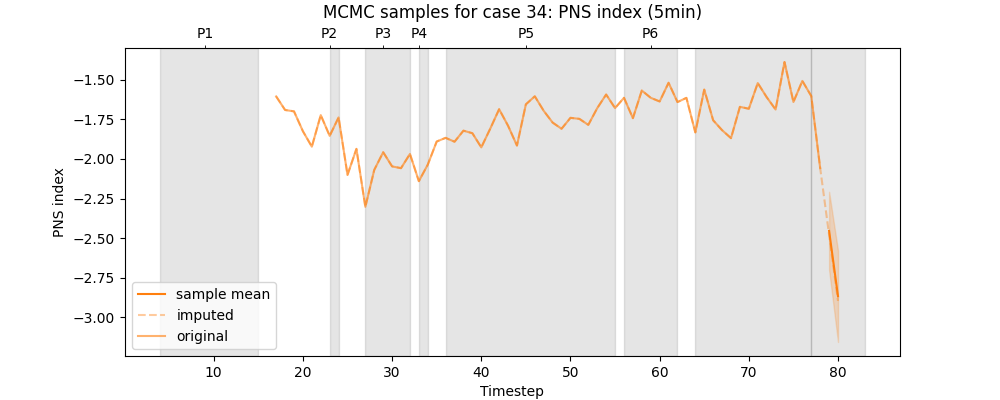 MCMC samples for case 34: PNS index (5min)
P1 P2 P3 P4 P5 P6
−1.50
−1.75
−2.00
−2.25
−2.50
−2.75
−3.00
PNS index
sample mean
imputed
original
10 20 30 40 50 60 70 80
Timestep